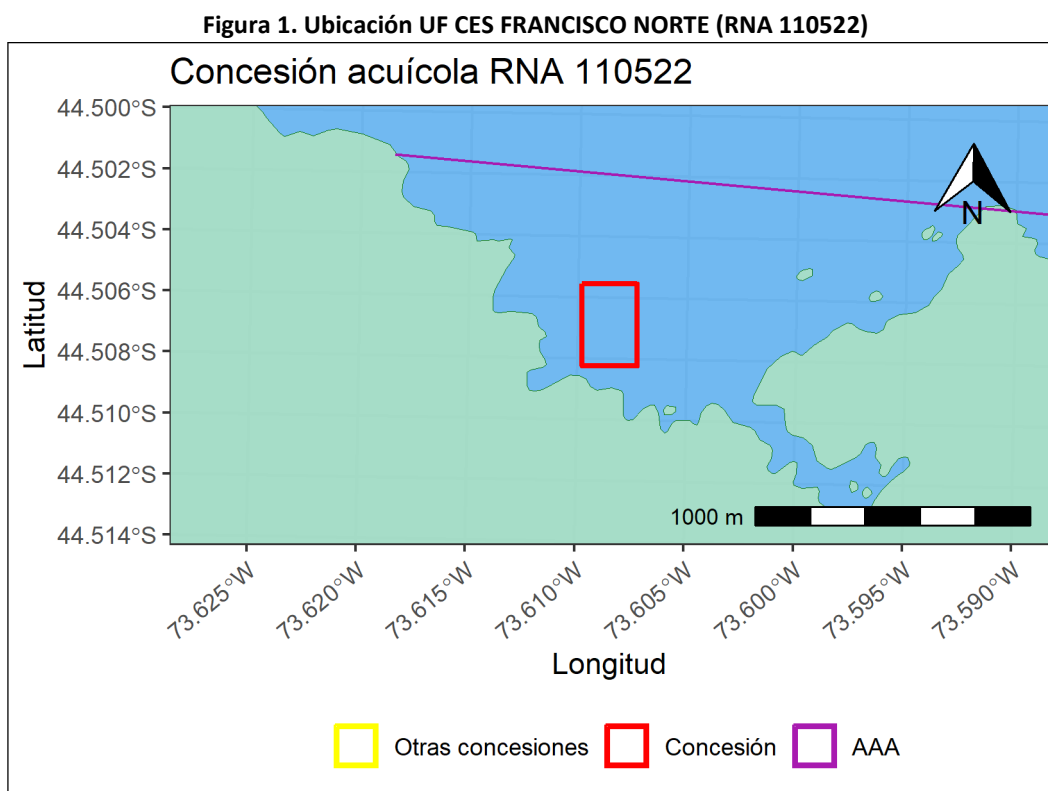 Figura 1. Ubicación UF CES FRANCISCO NORTE (RNA 110522)
Concesión acuícola RNA 110522
Latitud
44.500°S
44.502°S
44.504°S
44.506°S
44.508°S
44.510°S
44.512°S
44.514°S
N
1000 m
73.625°W
73.620°W
73.615°W
73.610°W
73.605°W
73.600°W
73.595°W
73.590°W
Longitud
Otras concesiones
Concesión
AAA